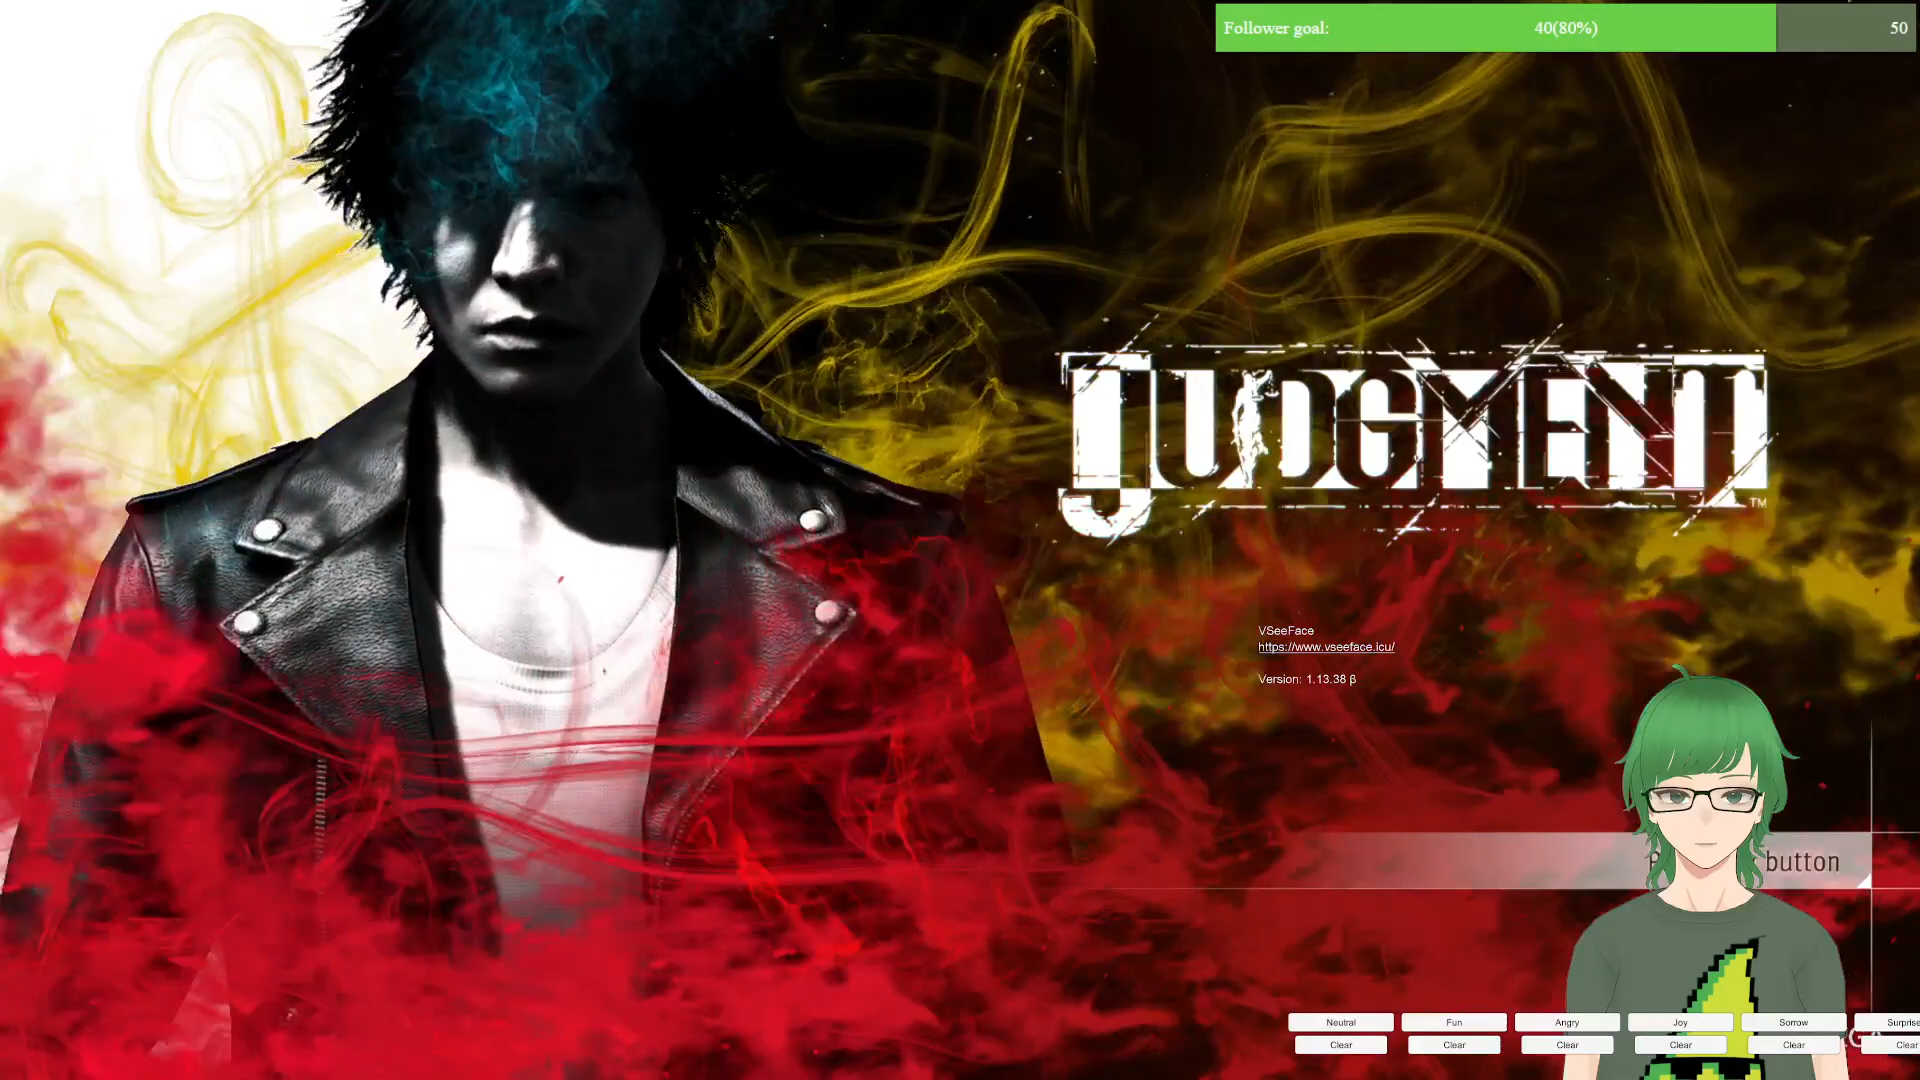 Follower goal: 40(80%) 50
JUDGMENT
TM
VSeeFace
https://www.vseeface.icu/
Version: 1.13.38 β
button
Neutral Fun Angry Joy Sorrow Surprise
Clear Clear Clear Clear Clear Clear